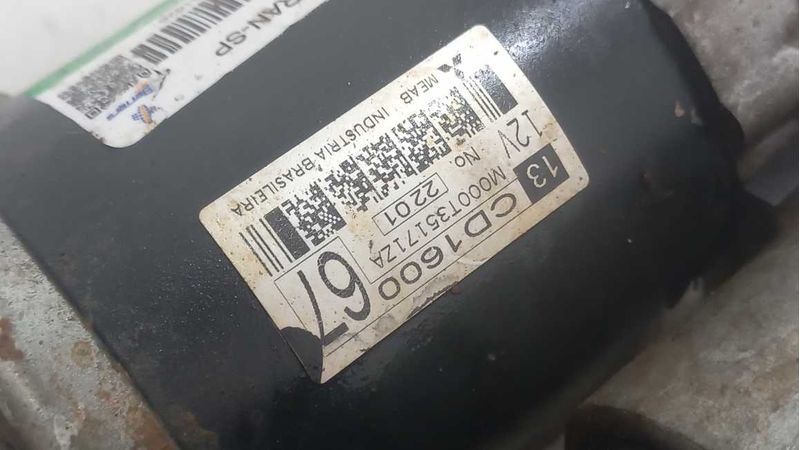 RAN-SP
MEAB INDUSTRIA BRASILEIRA
12V
No.
2201
13
M000T35171ZA
CD1600
67